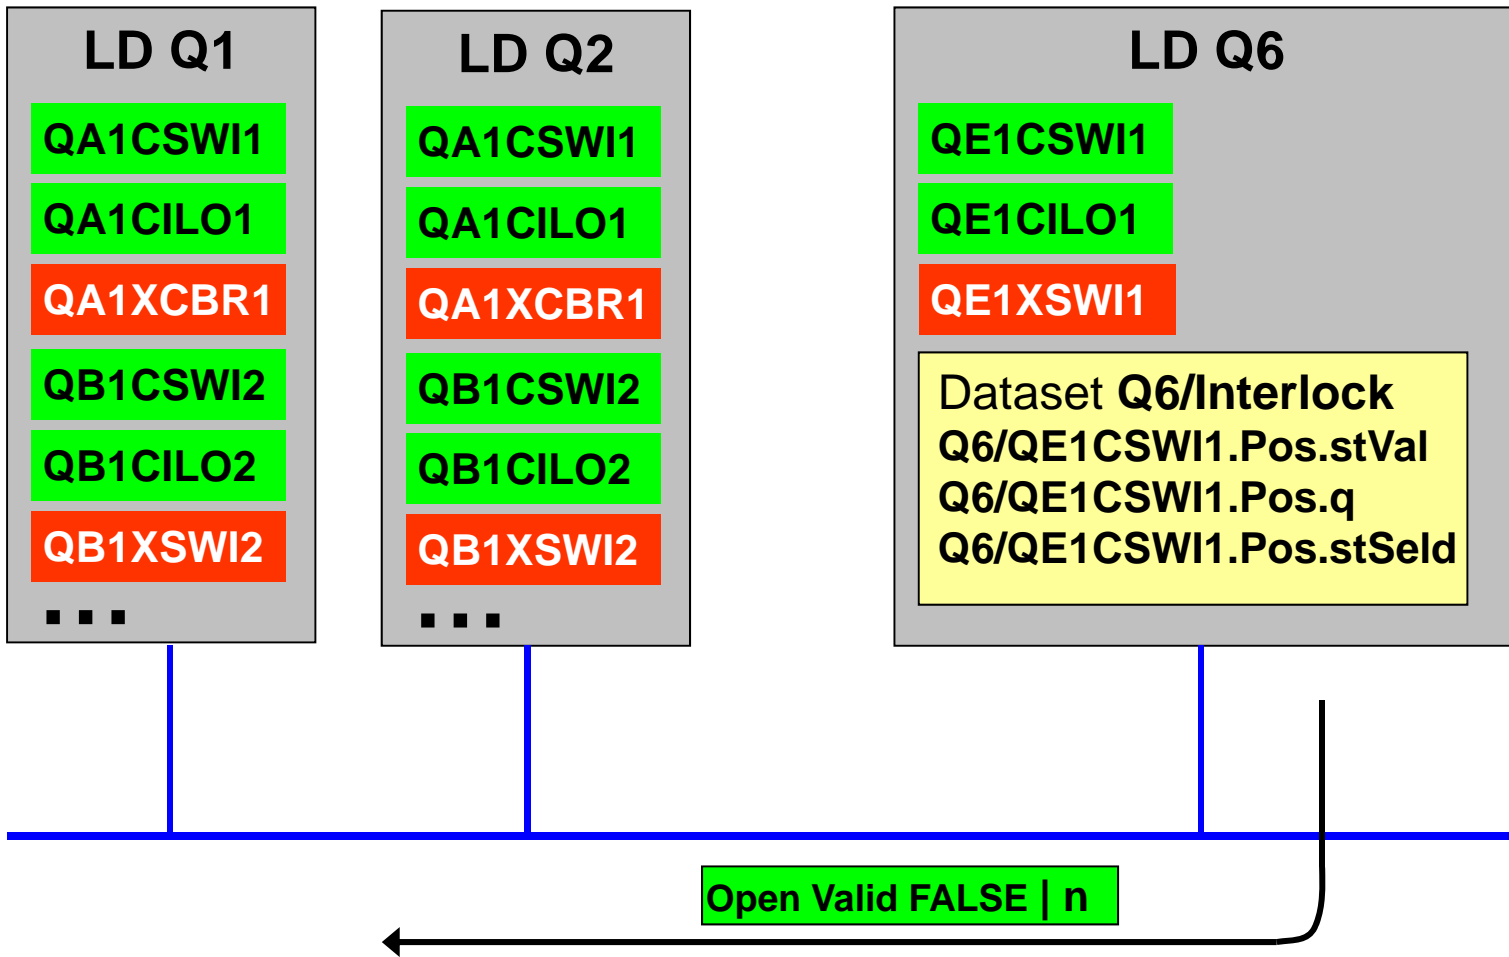 LD Q1
QA1CSWI1
QA1CILO1
QA1XCBR1
QB1CSWI2
QB1CILO2
QB1XSWI2
...
LD Q2
QA1CSWI1
QA1CILO1
QA1XCBR1
QB1CSWI2
QB1CILO2
QB1XSWI2
...
LD Q6
QE1CSWI1
QE1CILO1
QE1XSWI1
Dataset Q6/Interlock
Q6/QE1CSWI1.Pos.stVal
Q6/QE1CSWI1.Pos.q
Q6/QE1CSWI1.Pos.stSeld
Open Valid FALSE | n